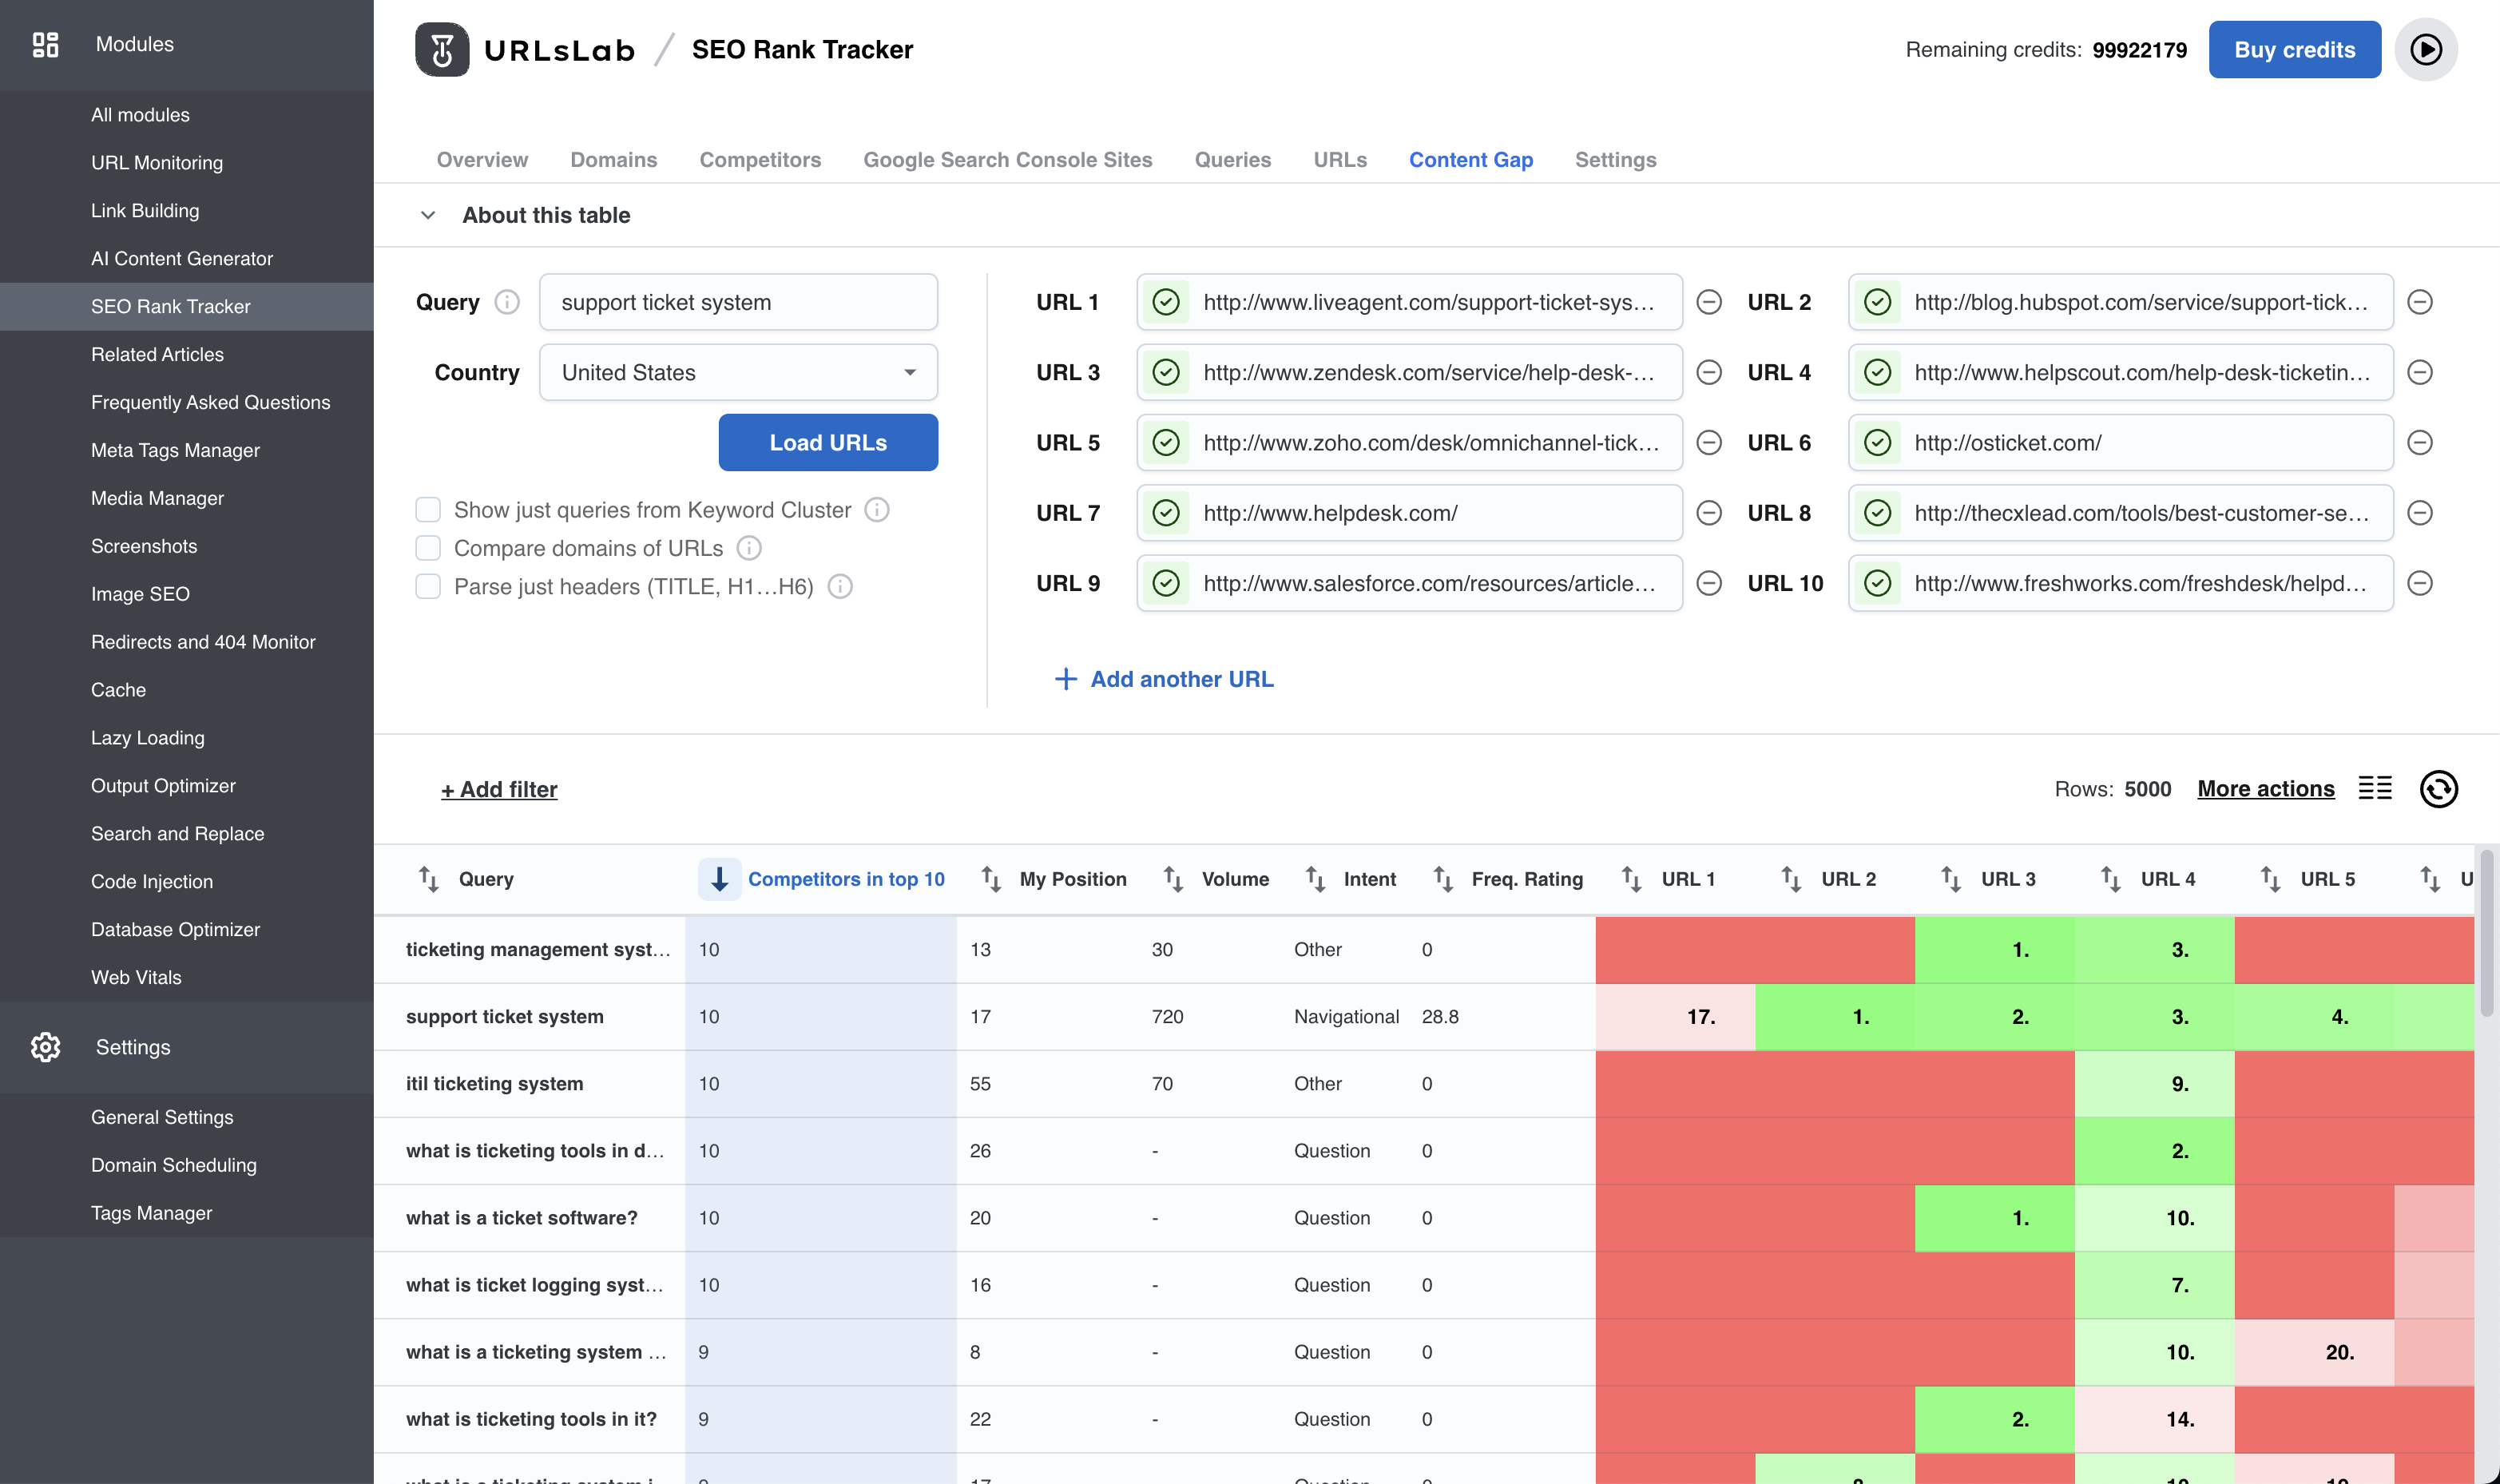 Modules
All modules
URL Monitoring
Link Building
AI Content Generator
SEO Rank Tracker
Related Articles
Frequently Asked Questions
Meta Tags Manager
Media Manager
Screenshots
Image SEO
Redirects and 404 Monitor
Cache
Lazy Loading
Output Optimizer
Search and Replace
Code Injection
Database Optimizer
Web Vitals
Settings
General Settings
Domain Scheduling
Tags Manager
URLsLab / SEO Rank Tracker
Remaining credits: 99922179 Buy credits
Overview Domains Competitors Google Search Console Sites Queries URLs Content Gap Settings
About this table
Query support ticket system
Country United States
Load URLs
Show just queries from Keyword Cluster
Compare domains of URLs
Parse just headers (TITLE, H1…H6)
URL 1 http://www.liveagent.com/support-ticket-sys… URL 2 http://blog.hubspot.com/service/support-tick…
URL 3 http://www.zendesk.com/service/help-desk-… URL 4 http://www.helpscout.com/help-desk-ticketin…
URL 5 http://www.zoho.com/desk/omnichannel-tick… URL 6 http://osticket.com/
URL 7 http://www.helpdesk.com/ URL 8 http://thecxlead.com/tools/best-customer-se…
URL 9 http://www.salesforce.com/resources/article… URL 10 http://www.freshworks.com/freshdesk/helpd…
+ Add another URL
+ Add filter Rows: 5000 More actions
Query Competitors in top 10 My Position Volume Intent Freq. Rating URL 1 URL 2 URL 3 URL 4 URL 5 U
ticketing management syst… 10 13 30 Other 0 1. 3.
support ticket system 10 17 720 Navigational 28.8 17. 1. 2. 3. 4.
itil ticketing system 10 55 70 Other 0 9.
what is ticketing tools in d… 10 26 - Question 0 2.
what is a ticket software? 10 20 - Question 0 1. 10.
what is ticket logging syst… 10 16 - Question 0 7.
what is a ticketing system … 9 8 - Question 0 10. 20.
what is ticketing tools in it? 9 22 - Question 0 2. 14.